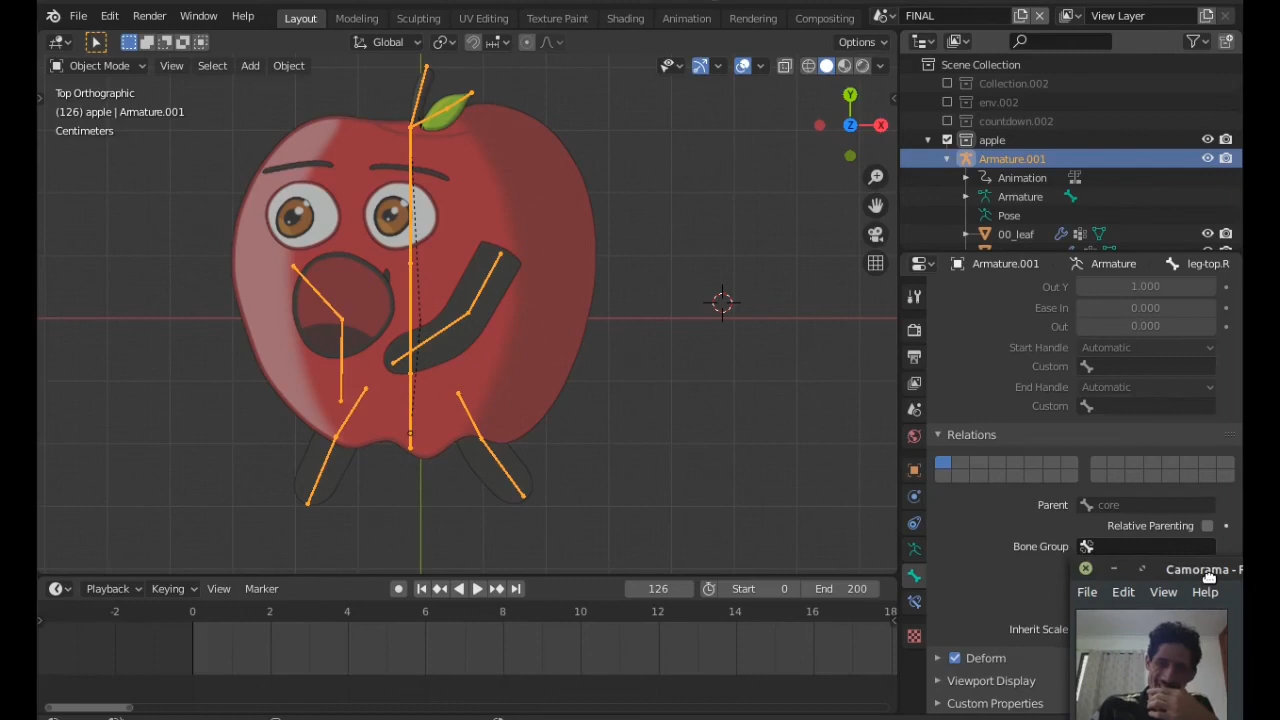 File Edit Render Window Help Layout Modeling Sculpting UV Editing Texture Paint Shading Animation Rendering Compositing FINAL View Layer
Global Options
Object Mode View Select Add Object
Top Orthographic
(126) apple | Armature.001
Centimeters
Y
Z X
Scene Collection
Collection.002
env.002
countdown.002
apple
Armature.001
Animation
Armature
Pose
00_leaf
Armature.001 Armature leg-top.R
Out Y 1.000
Ease In 0.000
Out 0.000
Start Handle Automatic
Custom
End Handle Automatic
Custom
Relations
Parent core
Relative Parenting
Bone Group
Camorama -
File Edit View Help
Inherit Scale
Deform
Viewport Display
Custom Properties
Playback Keying View Marker 126 Start 0 End 200
-2 0 2 4 6 8 10 12 14 16 18